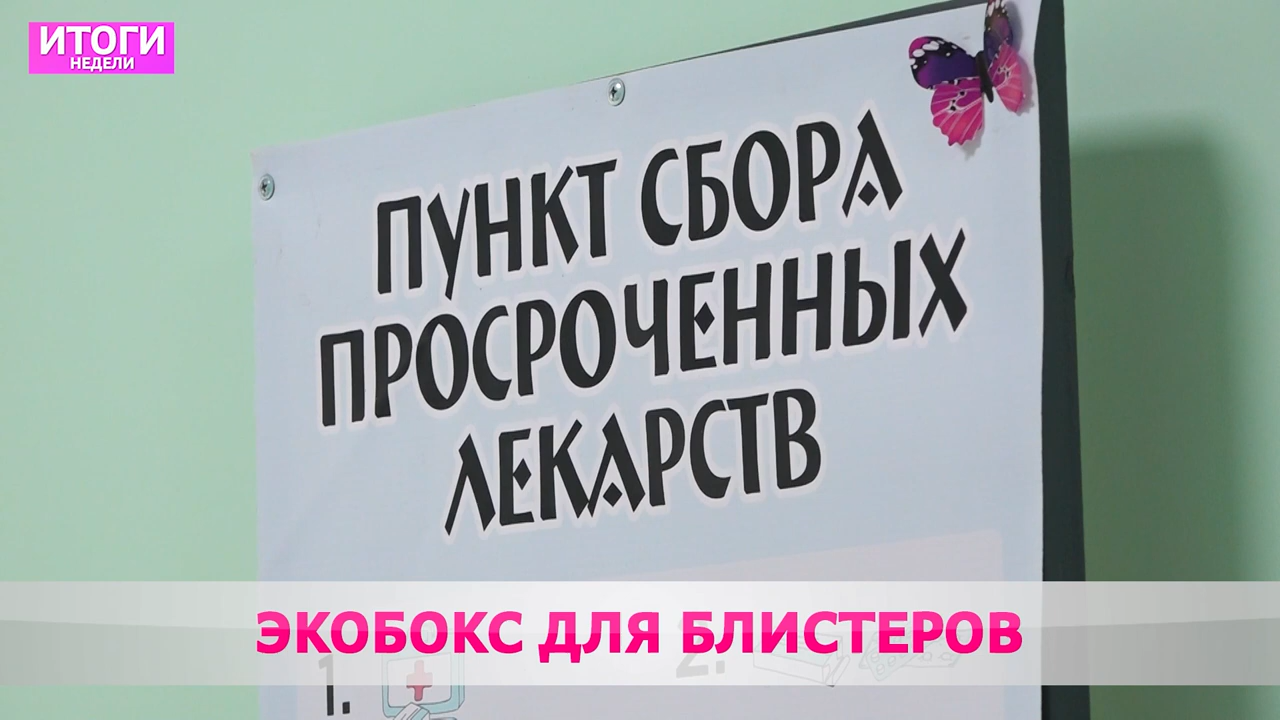 ИТОГИ
НЕДЕЛИ
ПУНКТ СБОРА
ПРОСРОЧЕННЫХ
ЛЕКАРСТВ
ЭКОБОКС ДЛЯ БЛИСТЕРОВ
1.
2.